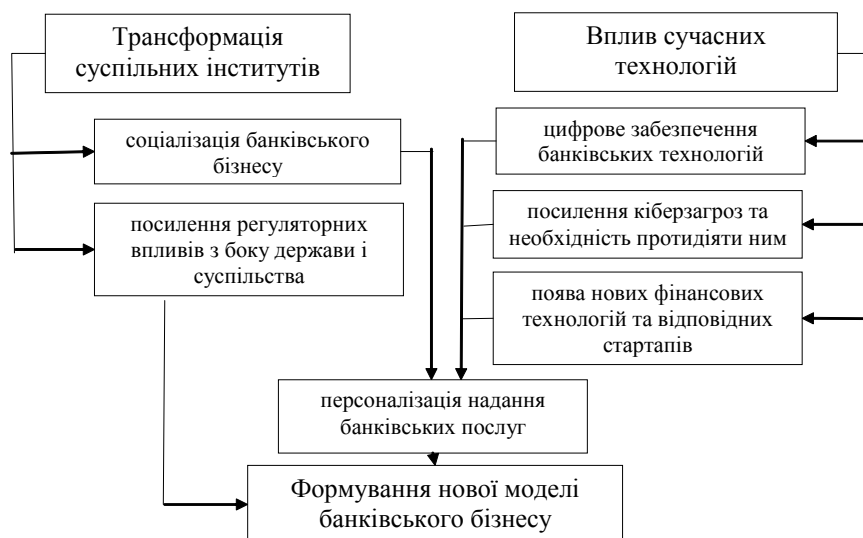 Трансформація
суспільних інститутів
Вплив сучасних
технологій
соціалізація банківського
бізнесу
цифрове забезпечення
банківських технологій
посилення регуляторних
впливів з боку держави і
суспільства
посилення кіберзагроз та
необхідність протидіяти ним
поява нових фінансових
технологій та відповідних
стартапів
персоналізація надання
банківських послуг
Формування нової моделі
банківського бізнесу